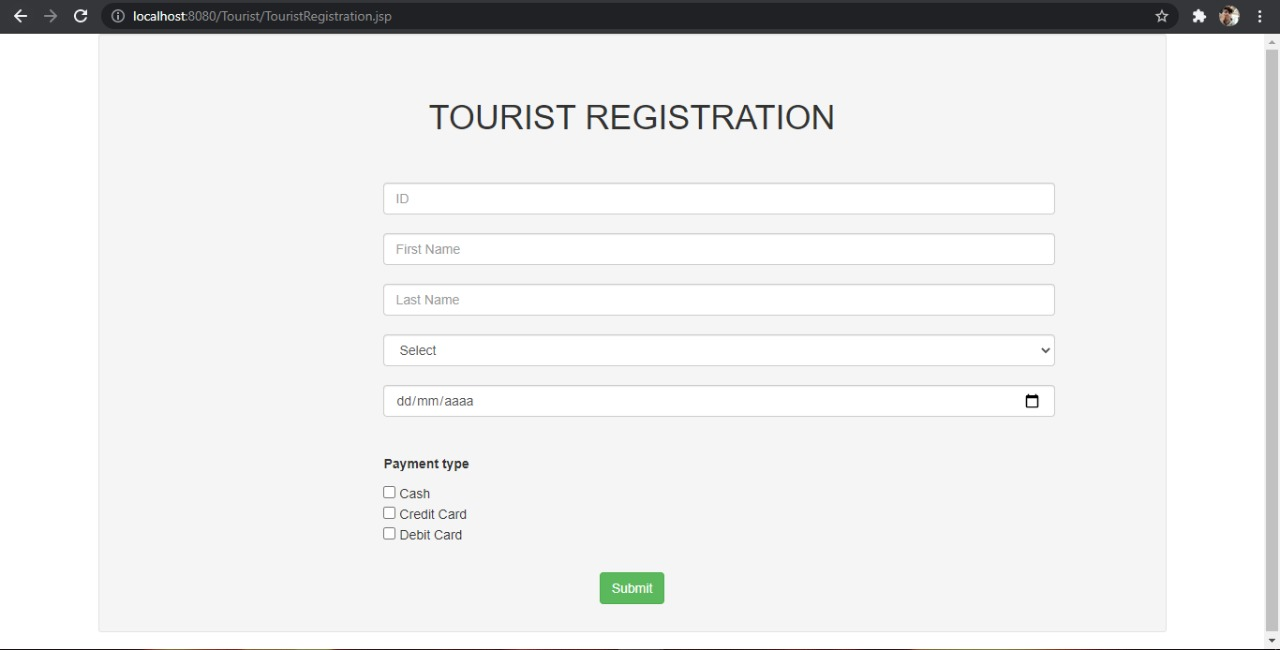 localhost:8080/Tourist/TouristRegistration.jsp
TOURIST REGISTRATION
ID
First Name
Last Name
Select
dd/mm/aaaa
Payment type
Cash
Credit Card
Debit Card
Submit